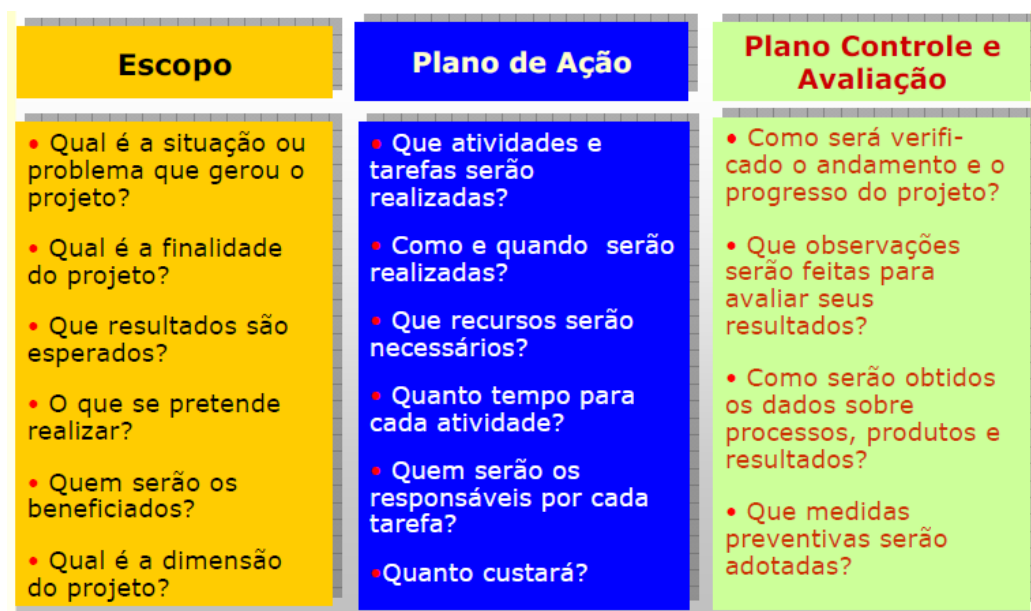 Escopo
• Qual é a situação ou
problema que gerou o
projeto?
• Qual é a finalidade
do projeto?
• Que resultados são
esperados?
• O que se pretende
realizar?
• Quem serão os
beneficiados?
• Qual é a dimensão
do projeto?
Plano de Ação
• Que atividades e
tarefas serão
realizadas?
• Como e quando serão
realizadas?
• Que recursos serão
necessários?
• Quanto tempo para
cada atividade?
• Quem serão os
responsáveis por cada
tarefa?
•Quanto custará?
Plano Controle e
Avaliação
• Como será verifi-
cado o andamento e o
progresso do projeto?
• Que observações
serão feitas para
avaliar seus
resultados?
• Como serão obtidos
os dados sobre
processos, produtos e
resultados?
• Que medidas
preventivas serão
adotadas?